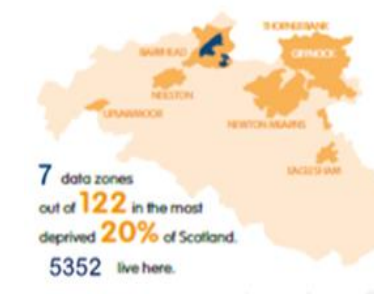 THORNLIEBANK
BARRHEAD
GIFFNOCK
NEILSTON
UPLAWMOOR
NEWTON MEARNS
EAGLESHAM
7 data zones
out of 122 in the most
deprived 20% of Scotland.
5352 live here.